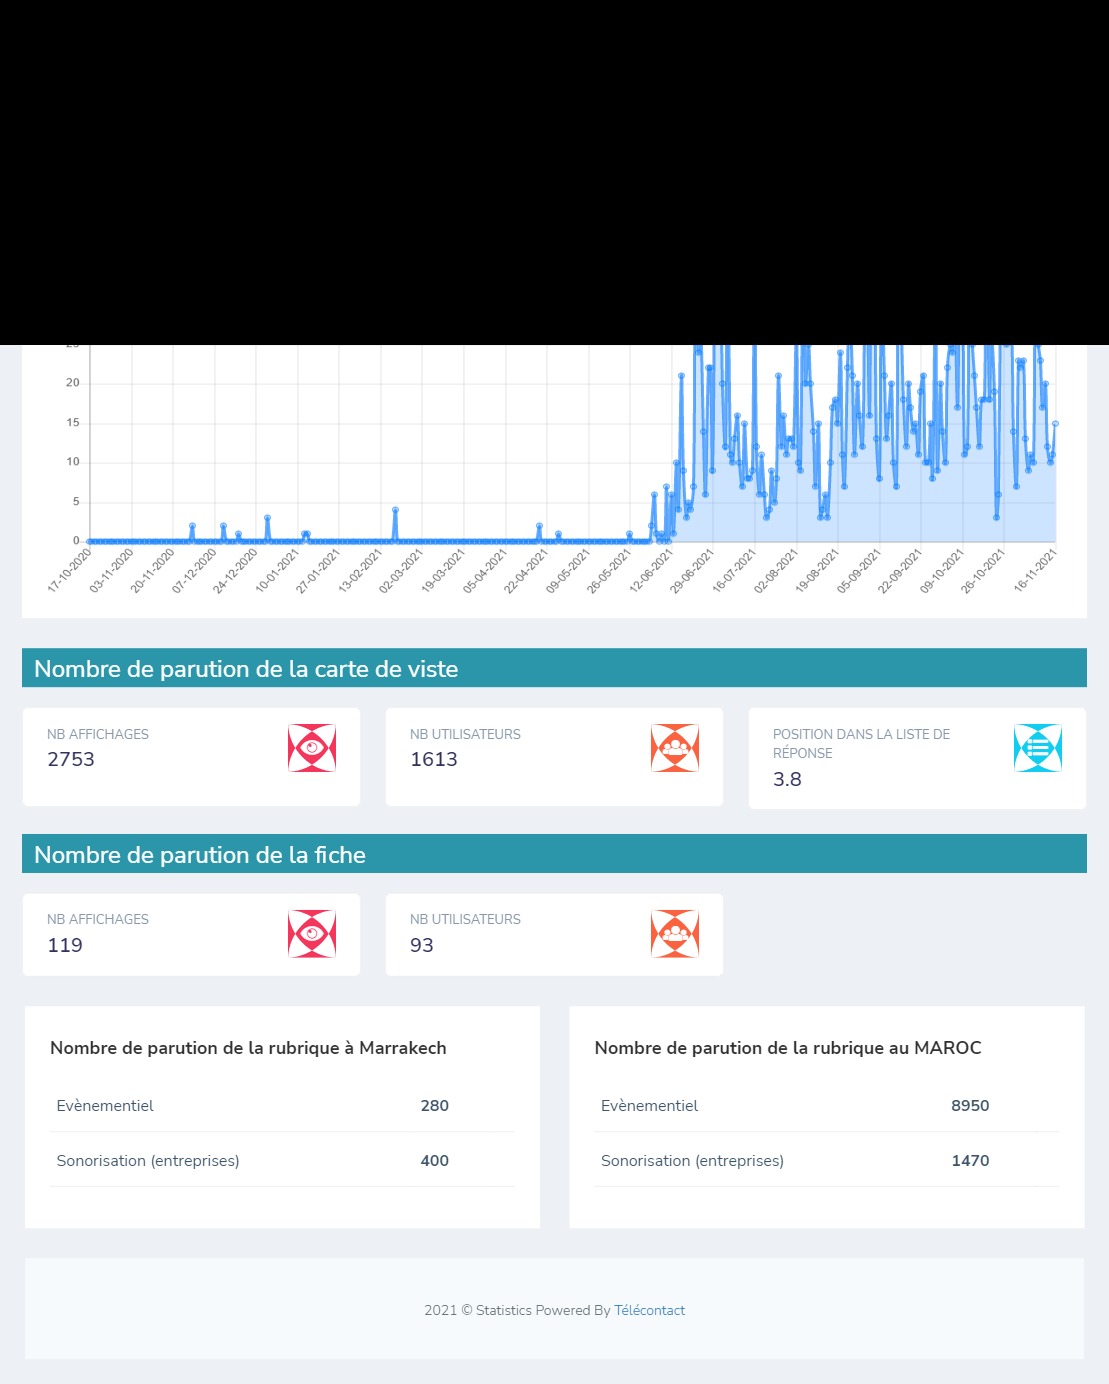 20
15
10
5
0
17-10-2020 03-11-2020 20-11-2020 07-12-2020 24-12-2020 10-01-2021 27-01-2021 13-02-2021 02-03-2021 19-03-2021 05-04-2021 22-04-2021 09-05-2021 26-05-2021 12-06-2021 29-06-2021 16-07-2021 02-08-2021 19-08-2021 05-09-2021 22-09-2021 09-10-2021 26-10-2021 16-11-2021
Nombre de parution de la carte de viste
NB AFFICHAGES
2753
NB UTILISATEURS
1613
POSITION DANS LA LISTE DE
RÉPONSE
3.8
Nombre de parution de la fiche
NB AFFICHAGES
119
NB UTILISATEURS
93
Nombre de parution de la rubrique à Marrakech
Evènementiel 280
Sonorisation (entreprises) 400
Nombre de parution de la rubrique au MAROC
Evènementiel 8950
Sonorisation (entreprises) 1470
2021 © Statistics Powered By Télécontact